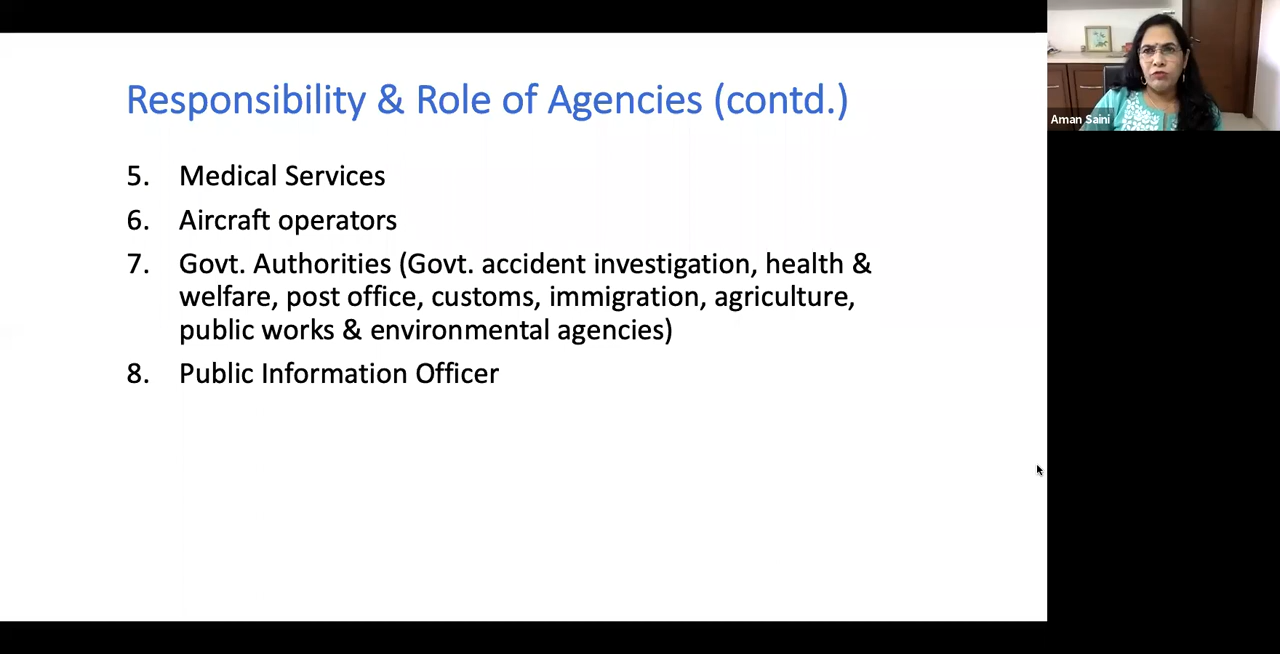 Responsibility & Role of Agencies (contd.)
Aman Saini
5. Medical Services
6. Aircraft operators
7. Govt. Authorities (Govt. accident investigation, health &
welfare, post office, customs, immigration, agriculture,
public works & environmental agencies)
8. Public Information Officer